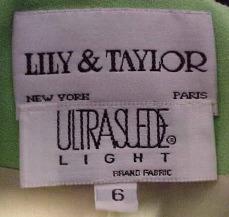 LILY & TAYLOR
NEW YORK PARIS
ULTRASUEDE®
LIGHT
BRAND FABRIC
6